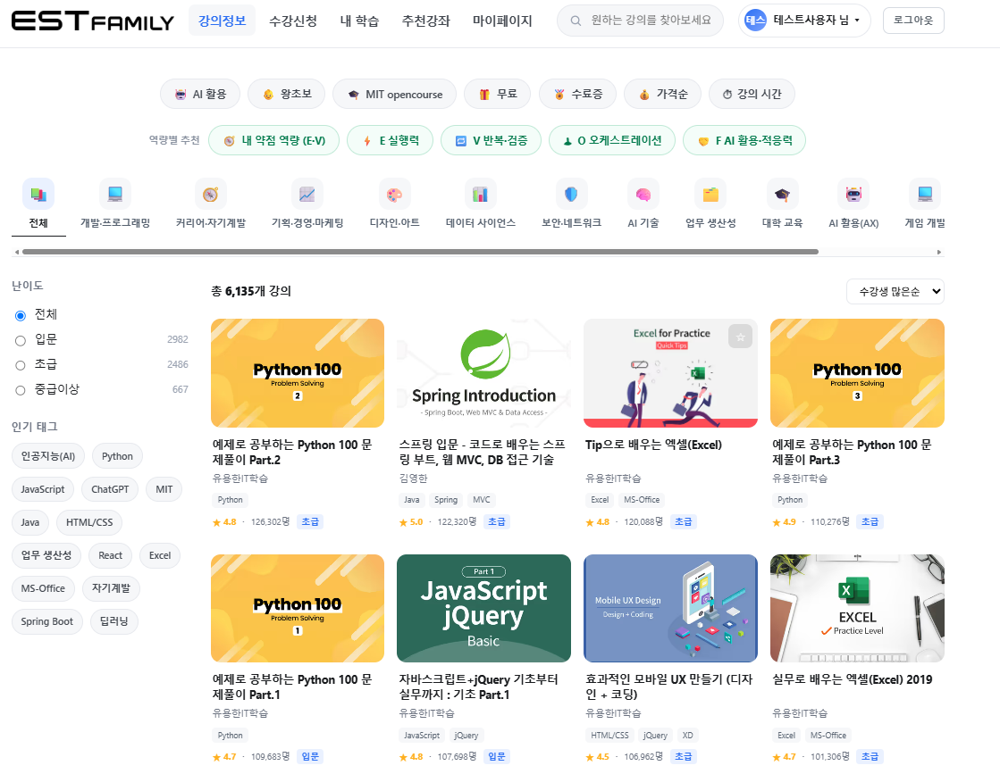 ESTFAMILY 강의정보 수강신청 내 학습 추천강좌 마이페이지 원하는 강의를 찾아보세요 테스 테스트사용자 님 로그아웃
AI 활용 왕초보 MIT opencourse 무료 수료증 가격순 강의 시간
역량별 추천 내 약점 역량 (E·V) E 실행력 V 반복·검증 O 오케스트레이션 F AI 활용·적응력
전체 개발·프로그래밍 커리어·자기계발 기획·경영·마케팅 디자인·아트 데이터 사이언스 보안·네트워크 AI 기술 업무 생산성 대학 교육 AI 활용(AX) 게임 개발
난이도
전체
입문 2982
초급 2486
중급이상 667
인기 태그
인공지능(AI) Python
JavaScript ChatGPT MIT
Java HTML/CSS
업무 생산성 React Excel
MS-Office 자기계발
Spring Boot 딥러닝
총 6,135개 강의 수강생 많은순
Python 100
Problem Solving
2
예제로 공부하는 Python 100 문
제풀이 Part.2
유용한IT학습
Python
4.8 · 126,302명 초급
Spring Introduction
- Spring Boot, Web MVC & Data Access -
스프링 입문 - 코드로 배우는 스프
링 부트, 웹 MVC, DB 접근 기술
김영한
Java Spring MVC
5.0 · 122,320명 초급
Excel for Practice
Quick Tips
Tip으로 배우는 엑셀(Excel)
유용한IT학습
Excel MS-Office
4.8 · 120,088명 초급
Python 100
Problem Solving
3
예제로 공부하는 Python 100 문
제풀이 Part.3
유용한IT학습
Python
4.9 · 110,276명 초급
Python 100
Problem Solving
1
예제로 공부하는 Python 100 문
제풀이 Part.1
유용한IT학습
Python
4.7 · 109,683명 입문
Part 1
JavaScript
jQuery
Basic
자바스크립트+jQuery 기초부터
실무까지 : 기초 Part.1
유용한IT학습
JavaScript jQuery
4.8 · 107,698명 입문
Mobile UX Design
Design + Coding
효과적인 모바일 UX 만들기 (디자
인 + 코딩)
유용한IT학습
HTML/CSS jQuery XD
4.5 · 106,962명 초급
EXCEL
Practice Level
실무로 배우는 엑셀(Excel) 2019
유용한IT학습
Excel MS-Office
4.7 · 101,306명 초급